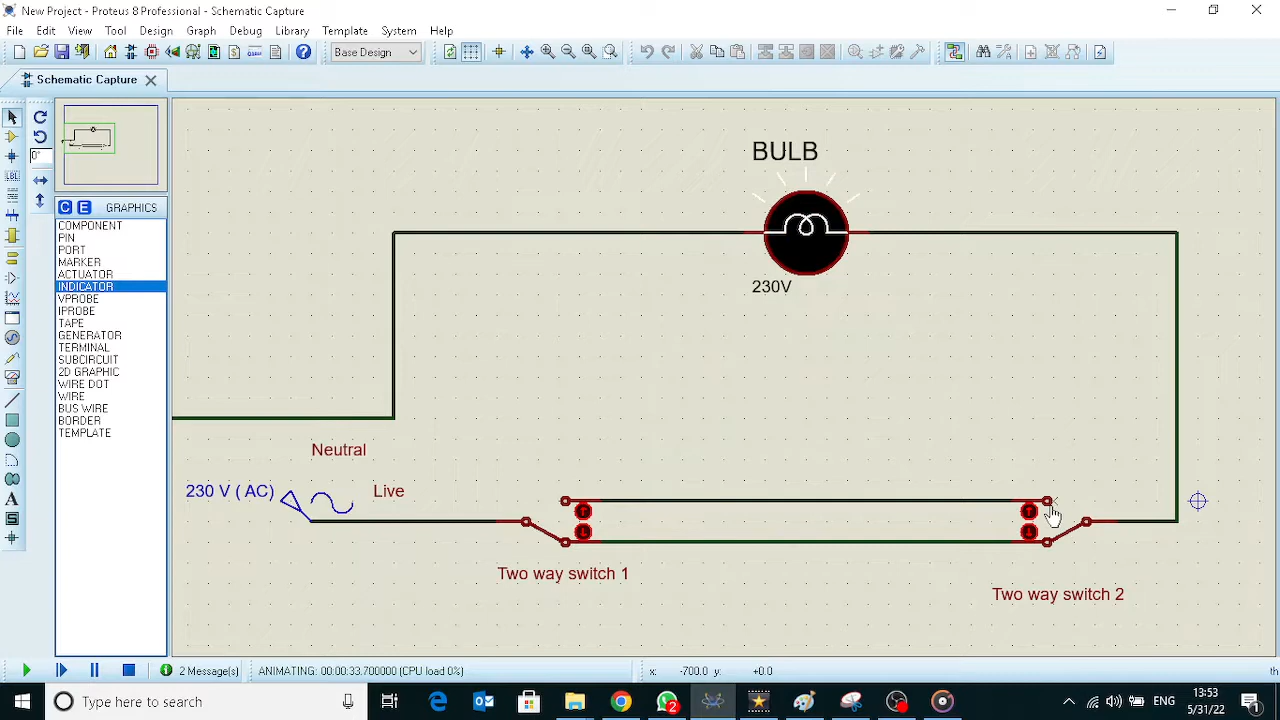 New Project - Proteus 8 Professional - Schematic Capture
File Edit View Tool Design Graph Debug Library Template System Help
Base Design
Schematic Capture
0°
C E GRAPHICS
COMPONENT
PIN
PORT
MARKER
ACTUATOR
INDICATOR
VPROBE
IPROBE
TAPE
GENERATOR
TERMINAL
SUBCIRCUIT
2D GRAPHIC
WIRE DOT
WIRE
BUS WIRE
BORDER
TEMPLATE
BULB
230V
Neutral
230 V ( AC)
Live
Two way switch 1
Two way switch 2
2 Message(s)
ANIMATING: 00:00:33.700000 (CPU load 0%)
x: -700.0 y: +0.0
th
Type here to search
2
ENG
13:53
5/31/22
1